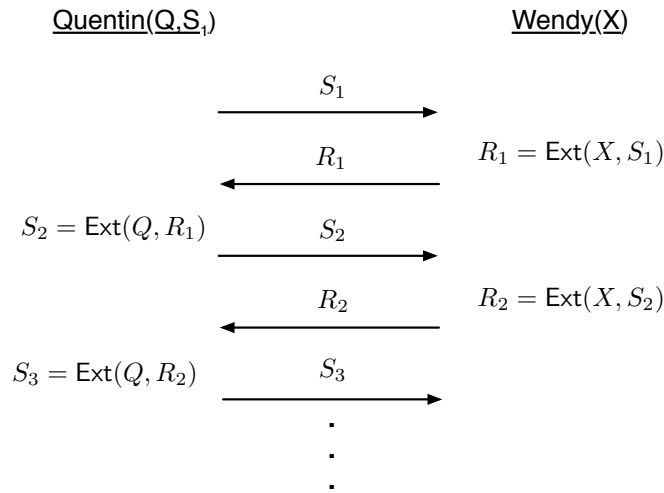 Quentin(Q,S₁) Wendy(X)
S₁
R₁ = Ext(X, S₁)
R₁
S₂ = Ext(Q, R₁)
S₂
R₂ = Ext(X, S₂)
R₂
S₃ = Ext(Q, R₂)
S₃
.
.
.